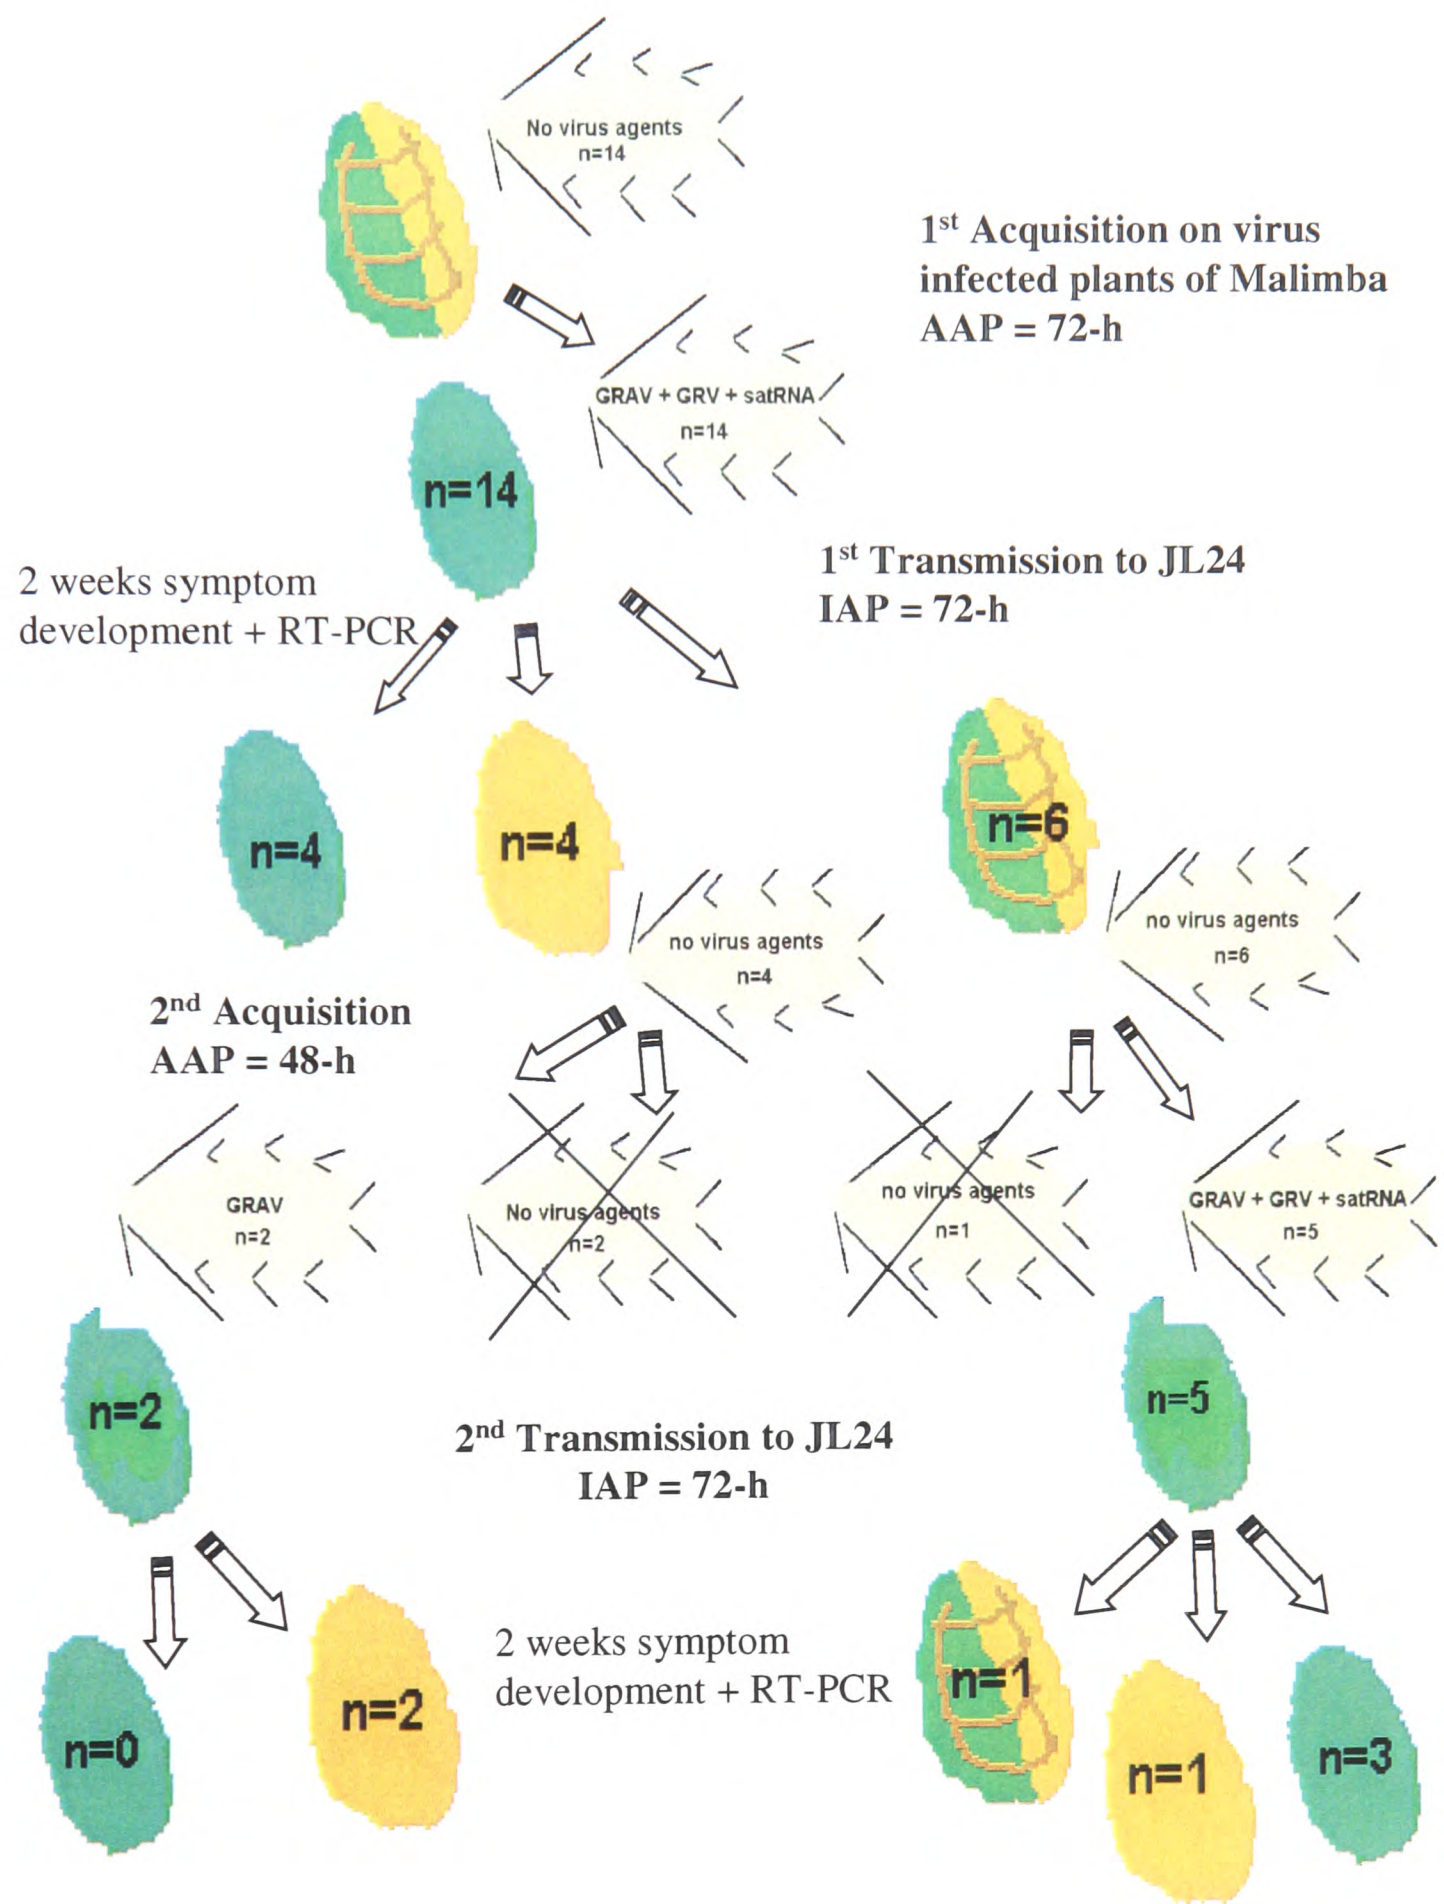 No virus agents
n=14
1st Acquisition on virus
infected plants of Malimba
AAP = 72-h
GRAV + GRV + satRNA
n=14
n=14
1st Transmission to JL24
IAP = 72-h
2 weeks symptom
development + RT-PCR
n=4
n=4
n=6
no virus agents
n=4
no virus agents
n=6
2nd Acquisition
AAP = 48-h
GRAV
n=2
No virus agents
n=2
no virus agents
n=1
GRAV + GRV + satRNA
n=5
n=2
n=5
2nd Transmission to JL24
IAP = 72-h
2 weeks symptom
development + RT-PCR
n=0
n=2
n=1
n=1
n=3